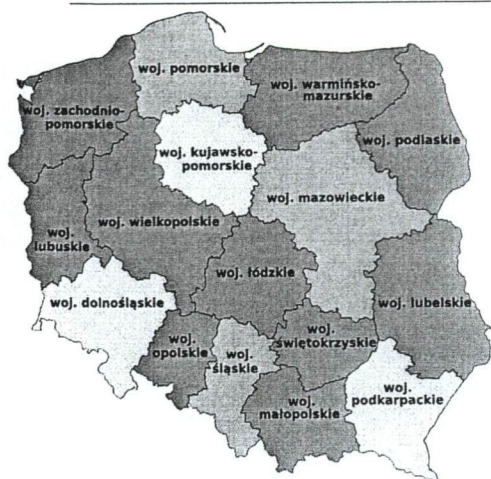 woj. pomorskie
woj. warmińsko-
mazurskie
woj. zachodnio-
pomorskie
woj. podlaskie
woj. kujawsko-
pomorskie
woj. mazowieckie
woj. wielkopolskie
woj.
lubuskie
woj. łódzkie
woj. dolnośląskie
woj. lubelskie
woj.
opolskie
woj.
śląskie
woj.
świętokrzyskie
woj.
małopolskie
woj.
podkarpackie